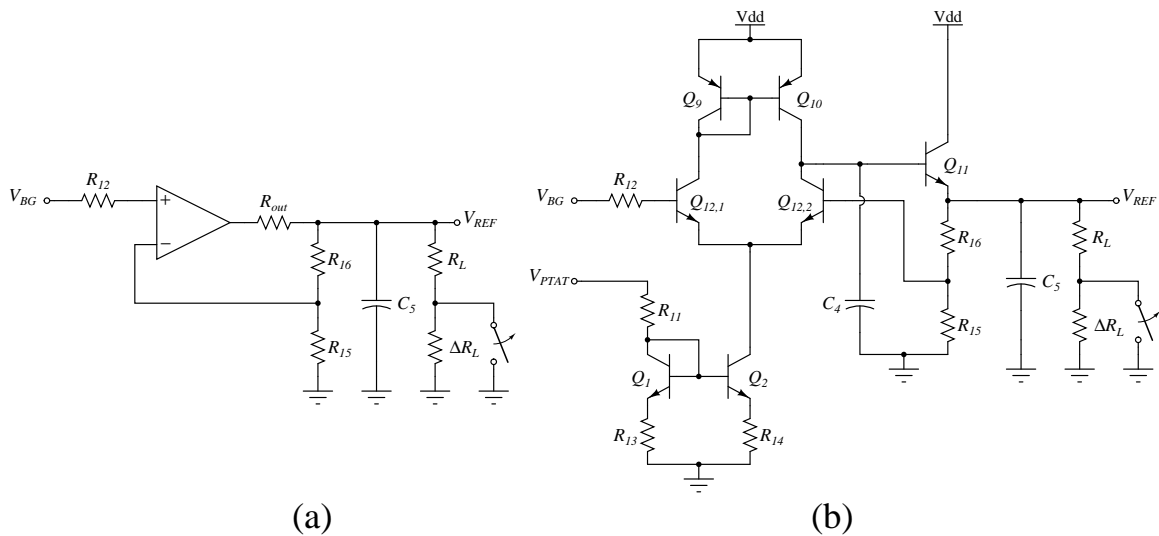 V_BG
R_12
+
−
R_out
V_REF
R_16
R_L
C_5
R_15
ΔR_L
(a)
Vdd
Vdd
Q_9
Q_10
Q_11
V_BG
R_12
Q_12,1
Q_12,2
V_REF
R_16
R_L
V_PTAT
R_11
C_4
C_5
R_15
ΔR_L
Q_1
Q_2
R_13
R_14
(b)